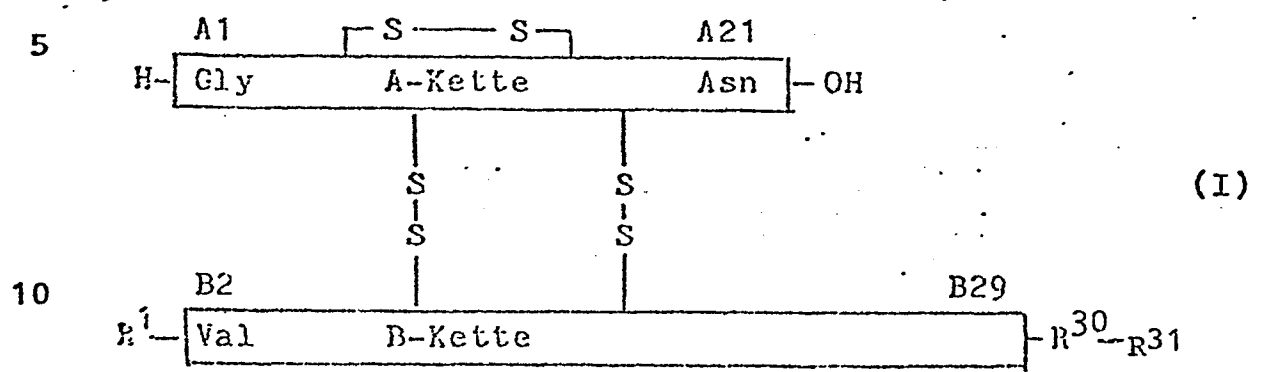 5 A1 S S A21
H- Gly A-Kette Asn -OH
S S (I)
S S
10 B2 B29
R¹- Val B-Kette -R³⁰-R³¹